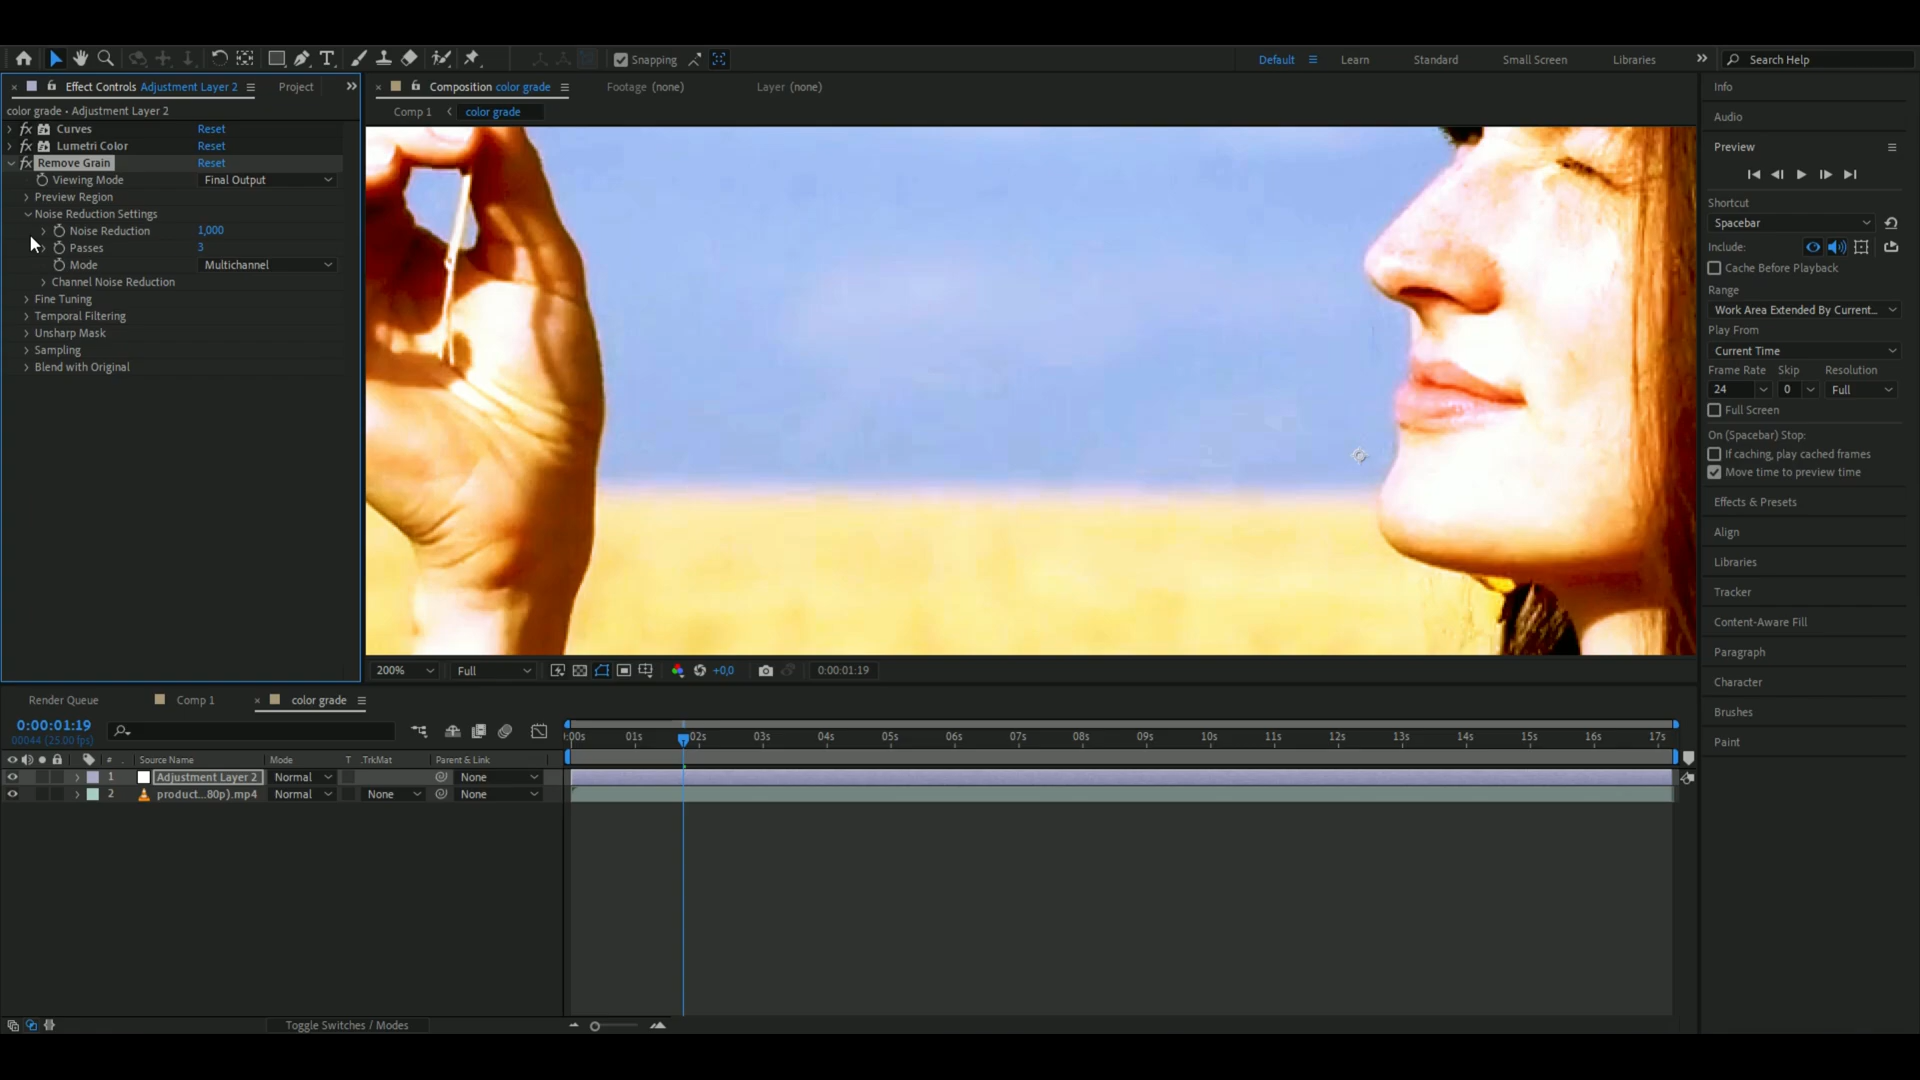 Snapping
Default
Learn
Standard
Small Screen
Libraries
Search Help
Effect Controls Adjustment Layer 2
Project
Composition color grade
Footage (none)
Layer (none)
color grade • Adjustment Layer 2
Comp 1
color grade
fx Curves Reset
fx Lumetri Color Reset
fx Remove Grain Reset
Viewing Mode Final Output
Preview Region
Noise Reduction Settings
Noise Reduction 1,000
Passes 3
Mode Multichannel
Channel Noise Reduction
Fine Tuning
Temporal Filtering
Unsharp Mask
Sampling
Blend with Original
200%
Full
+0,0
0:00:01:19
Info
Audio
Preview
Shortcut
Spacebar
Include:
Cache Before Playback
Range
Work Area Extended By Current...
Play From
Current Time
Frame Rate Skip Resolution
24 0 Full
Full Screen
On (Spacebar) Stop:
If caching, play cached frames
Move time to preview time
Effects & Presets
Align
Libraries
Tracker
Content-Aware Fill
Paragraph
Character
Brushes
Paint
Render Queue
Comp 1
color grade
0:00:01:19
00044 (25.00 fps)
:00s 01s 02s 03s 04s 05s 06s 07s 08s 09s 10s 11s 12s 13s 14s 15s 16s 17s
# . Source Name Mode T .TrkMat Parent & Link
1 Adjustment Layer 2 Normal None
2 product...80p).mp4 Normal None None
Toggle Switches / Modes